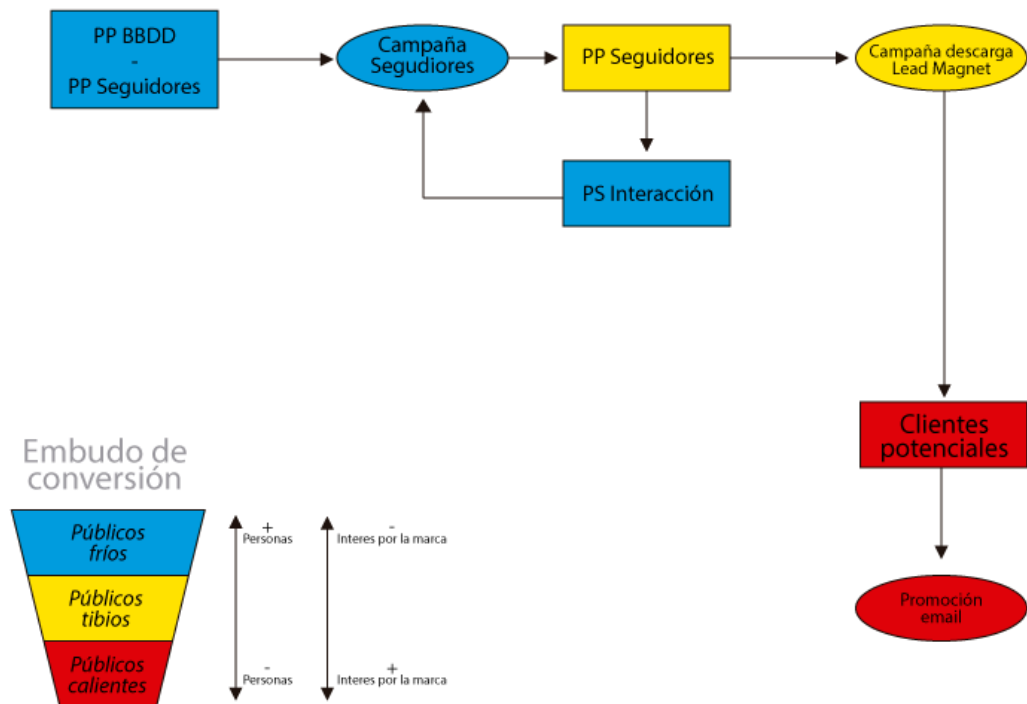 PP BBDD
-
PP Seguidores
Campaña
Segudiores
PP Seguidores
Campaña descarga
Lead Magnet
PS Interacción
Clientes
potenciales
Promoción
email
Embudo de
conversión
Públicos
fríos
Públicos
tibios
Públicos
calientes
+
Personas
-
Personas
-
Interes por la marca
+
Interes por la marca